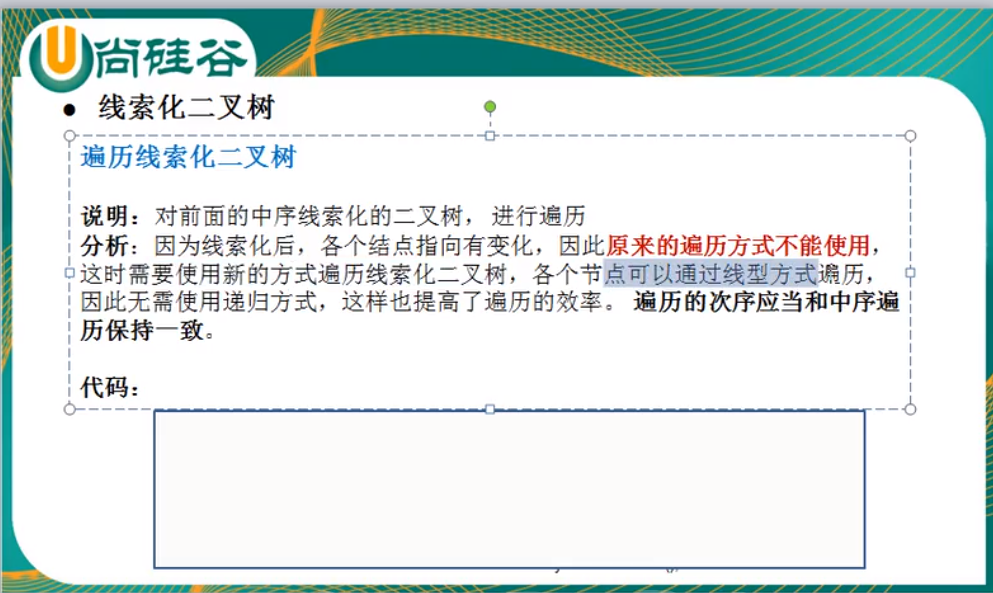 尚硅谷
● 线索化二叉树
遍历线索化二叉树
说明：对前面的中序线索化的二叉树， 进行遍历
分析：因为线索化后，各个结点指向有变化，因此原来的遍历方式不能使用，
这时需要使用新的方式遍历线索化二叉树，各个节点可以通过线型方式遍历，
因此无需使用递归方式，这样也提高了遍历的效率。 遍历的次序应当和中序遍
历保持一致。
代码：